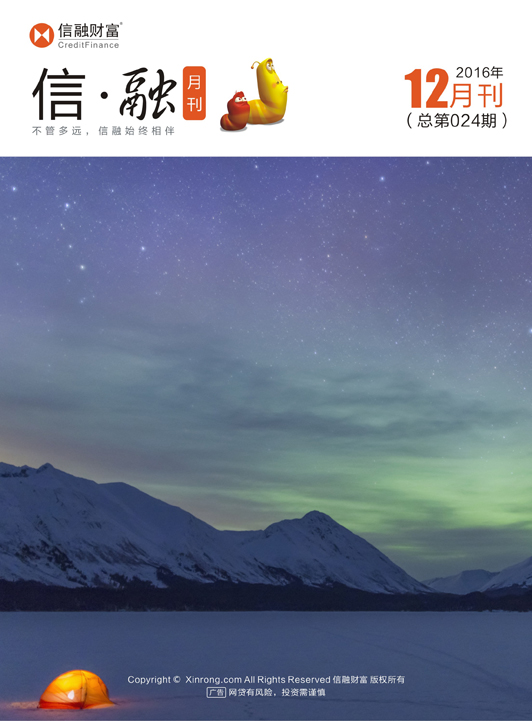 信融财富®
CreditFinance
信·融 月刊
不管多远，信融始终相伴
2016年
12月刊
（总第024期）
Copyright © Xinrong.com All Rights Reserved 信融财富 版权所有
广告 网贷有风险，投资需谨慎